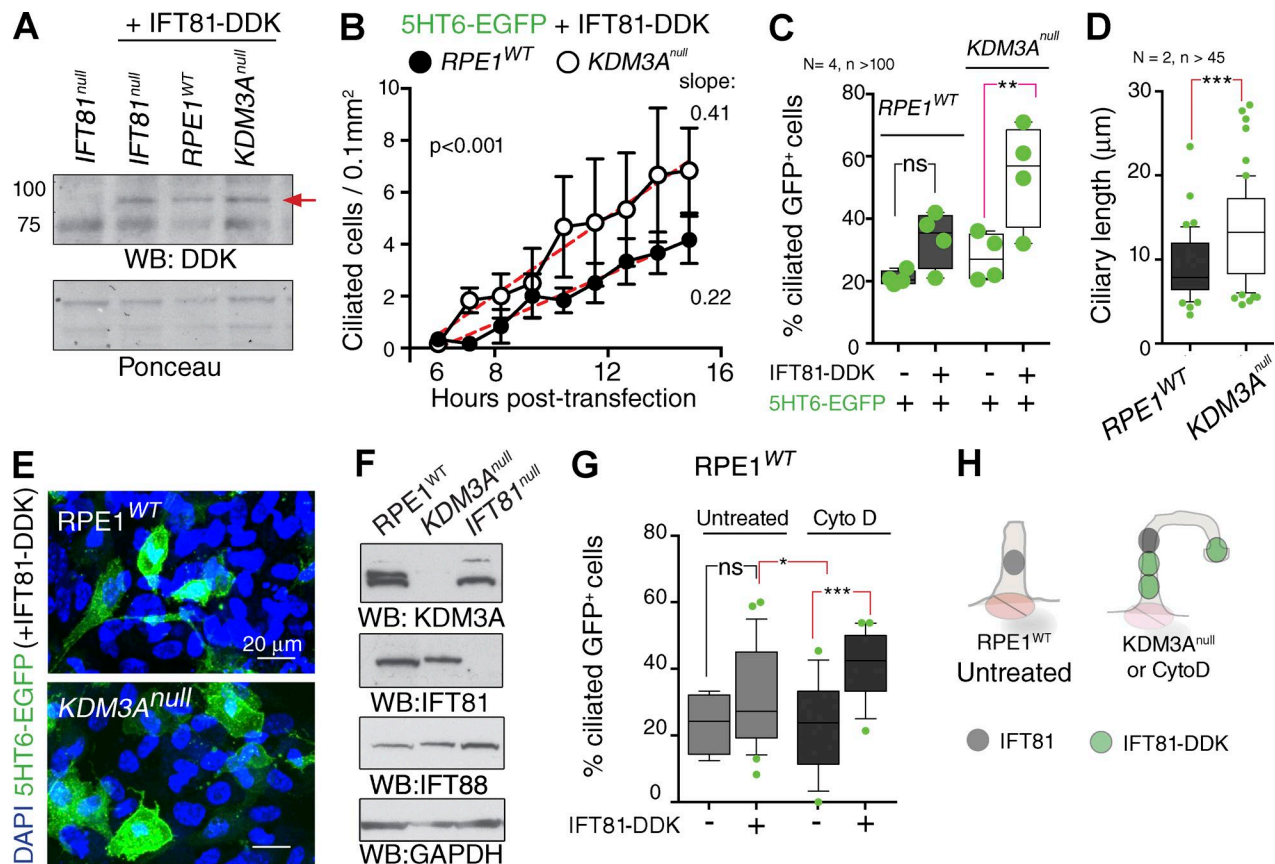 A
+ IFT81-DDK
IFT81null
IFT81null
RPE1WT
KDM3Anull
100
75
WB: DDK
Ponceau
B
5HT6-EGFP + IFT81-DDK
RPE1WT
KDM3Anull
slope:
0.41
p<0.001
0.22
10
8
6
4
2
0
Ciliated cells / 0.1mm2
6
8
12
16
Hours post-transfection
C
N= 4, n >100
KDM3Anull
RPE1WT
ns
**
80
60
40
20
0
% ciliated GFP+ cells
IFT81-DDK - + - +
5HT6-EGFP + + + +
D
N = 2, n > 45
***
30
20
10
0
Ciliary length (µm)
RPE1WT
KDM3Anull
E
DAPI 5HT6-EGFP (+IFT81-DDK)
RPE1WT
20 µm
KDM3Anull
F
RPE1WT
KDM3Anull
IFT81null
WB: KDM3A
WB:IFT81
WB:IFT88
WB:GAPDH
G
RPE1WT
Untreated
Cyto D
ns
*
***
80
60
40
20
0
% ciliated GFP+ cells
IFT81-DDK - + - +
H
RPE1WT
Untreated
KDM3Anull
or CytoD
IFT81
IFT81-DDK